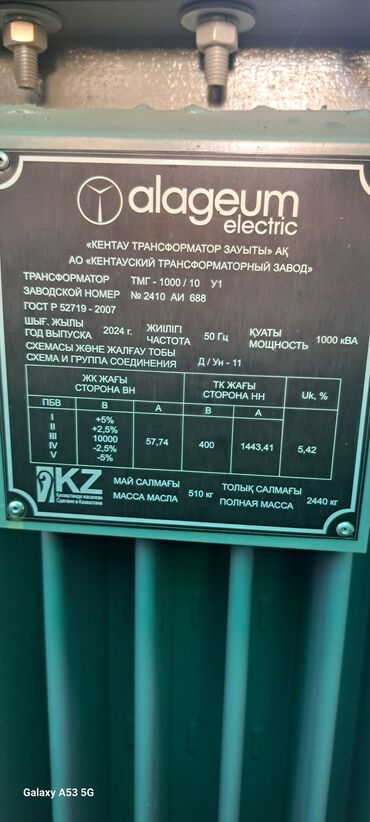 alageum
electric
«КЕНТАУ ТРАНСФОРМАТОР ЗАУЫТЫ» АҚ
АО «КЕНТАУСКИЙ ТРАНСФОРМАТОРНЫЙ ЗАВОД»
ТРАНСФОРМАТОР ТМГ - 1000 / 10 У1
ЗАВОДСКОЙ НОМЕР № 2410 АИ 688
ГОСТ Р 52719 - 2007
ШЫҒ. ЖЫЛЫ ЖИІЛІГІ ҚУАТЫ
ГОД ВЫПУСКА 2024 г. ЧАСТОТА 50 Гц МОЩНОСТЬ 1000 кВА
СХЕМАСЫ ЖӘНЕ ЖАЛҒАУ ТОБЫ
СХЕМА И ГРУППА СОЕДИНЕНИЯ Д / Ун - 11
ЖК ЖАҒЫ ТК ЖАҒЫ
СТОРОНА ВН СТОРОНА НН Uk, %
ПБВ В А В А
I +5%
II +2,5%
III 10000 57,74 400 1443,41 5,42
IV -2,5%
V -5%
KZ
Қазақстанда жасалған
Сделано в Казахстане
МАЙ САЛМАҒЫ ТОЛЫҚ САЛМАҒЫ
МАССА МАСЛА 510 кг ПОЛНАЯ МАССА 2440 кг
Galaxy A53 5G